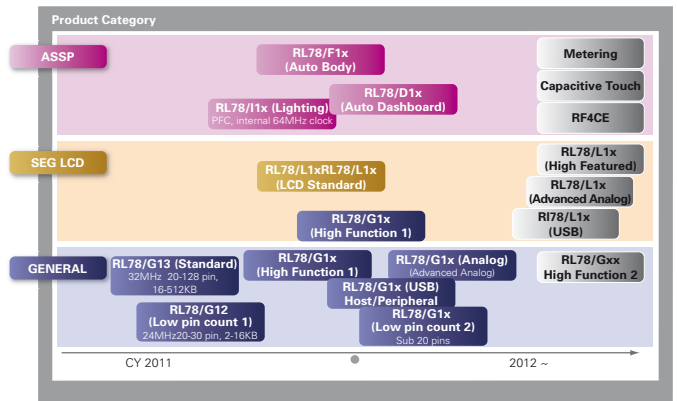 Product Category
ASSP
RL78/F1x
(Auto Body)
RL78/D1x
(Auto Dashboard)
RL78/I1x (Lighting)
PFC, internal 64MHz clock
Metering
Capacitive Touch
RF4CE
SEG LCD
RL78/L1xRL78/L1x
(LCD Standard)
RL78/G1x
(High Function 1)
RL78/L1x
(High Featured)
RL78/L1x
(Advanced Analog)
Rl78/L1x
(USB)
GENERAL
RL78/G13 (Standard)
32MHz 20-128 pin,
16-512KB
RL78/G12
(Low pin count 1)
24MHz20-30 pin, 2-16KB
RL78/G1x
(High Function 1)
RL78/G1x (Analog)
(Advanced Analog)
RL78/G1x (USB)
Host/Peripheral
RL78/G1x
(Low pin count 2)
Sub 20 pins
RL78/Gxx
High Function 2
CY 2011
2012 ~